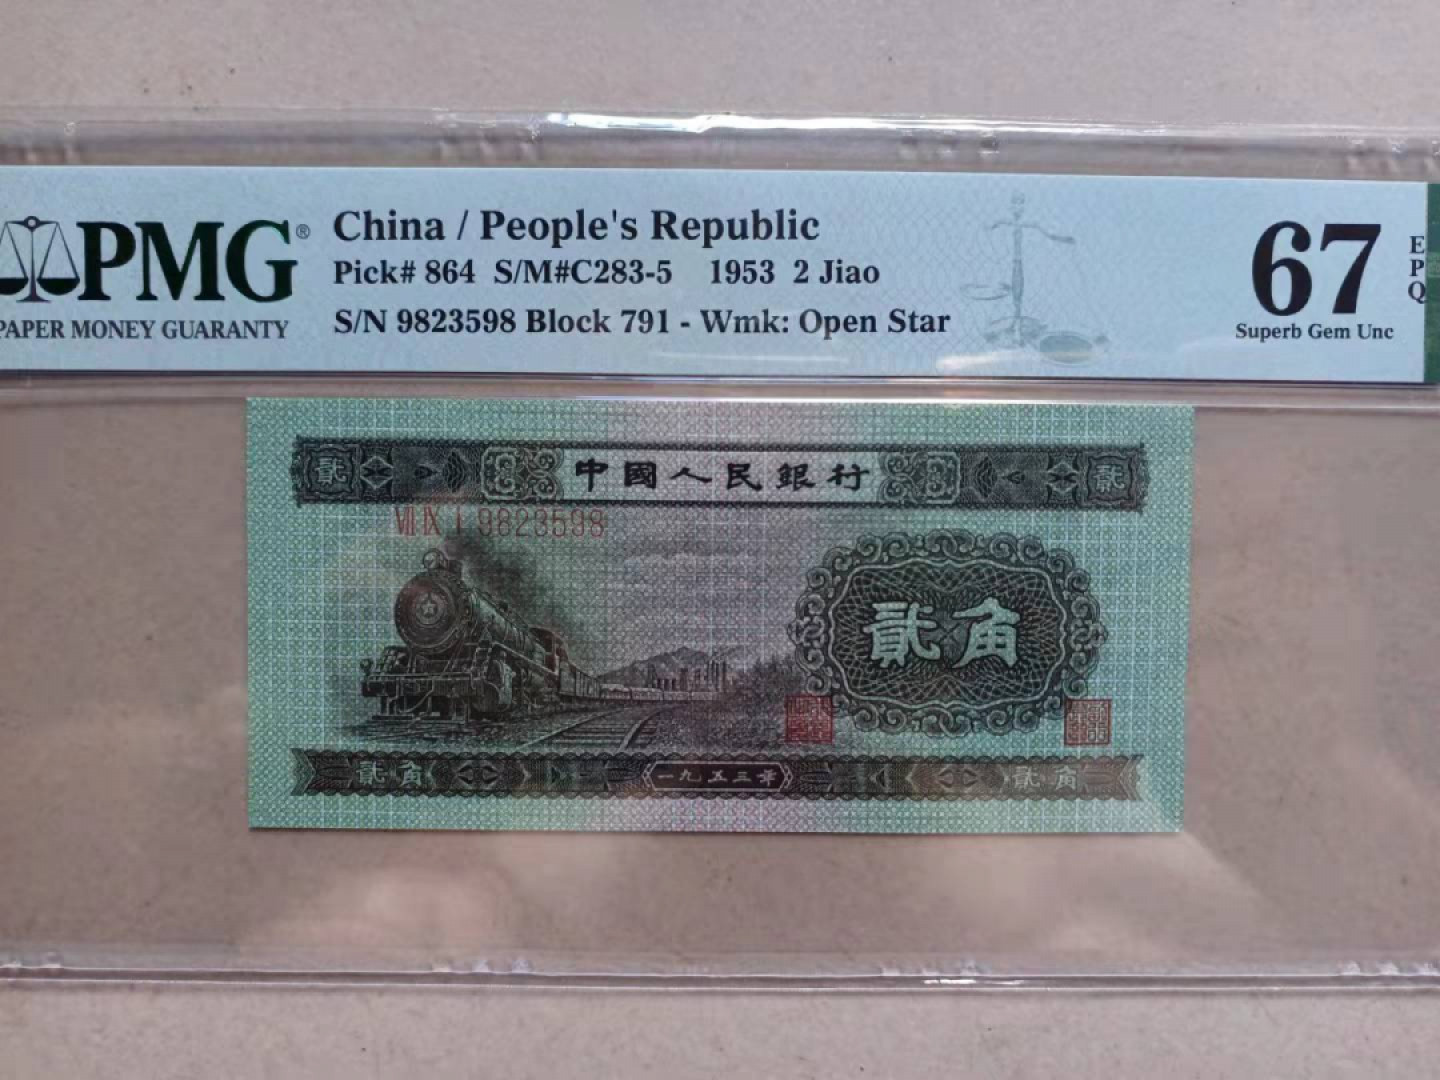 PMG®
PAPER MONEY GUARANTY
China / People's Republic
Pick# 864 S/M#C283-5 1953 2 Jiao
S/N 9823598 Block 791 - Wmk: Open Star
67
EPQ
Superb Gem Unc
貳 中國人民銀行 貳
ⅦⅨⅠ 9823598
貳角
貳角 一九五三年 貳角